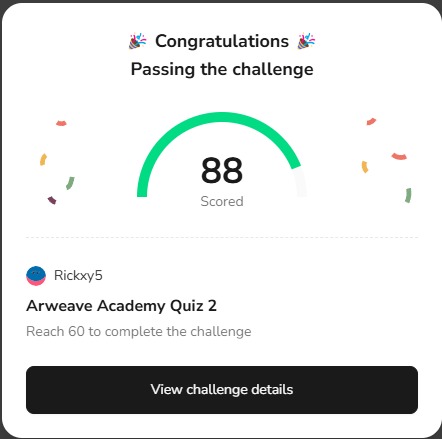 🎉 Congratulations 🎉
Passing the challenge
88
Scored
Rickxy5
Arweave Academy Quiz 2
Reach 60 to complete the challenge
View challenge details